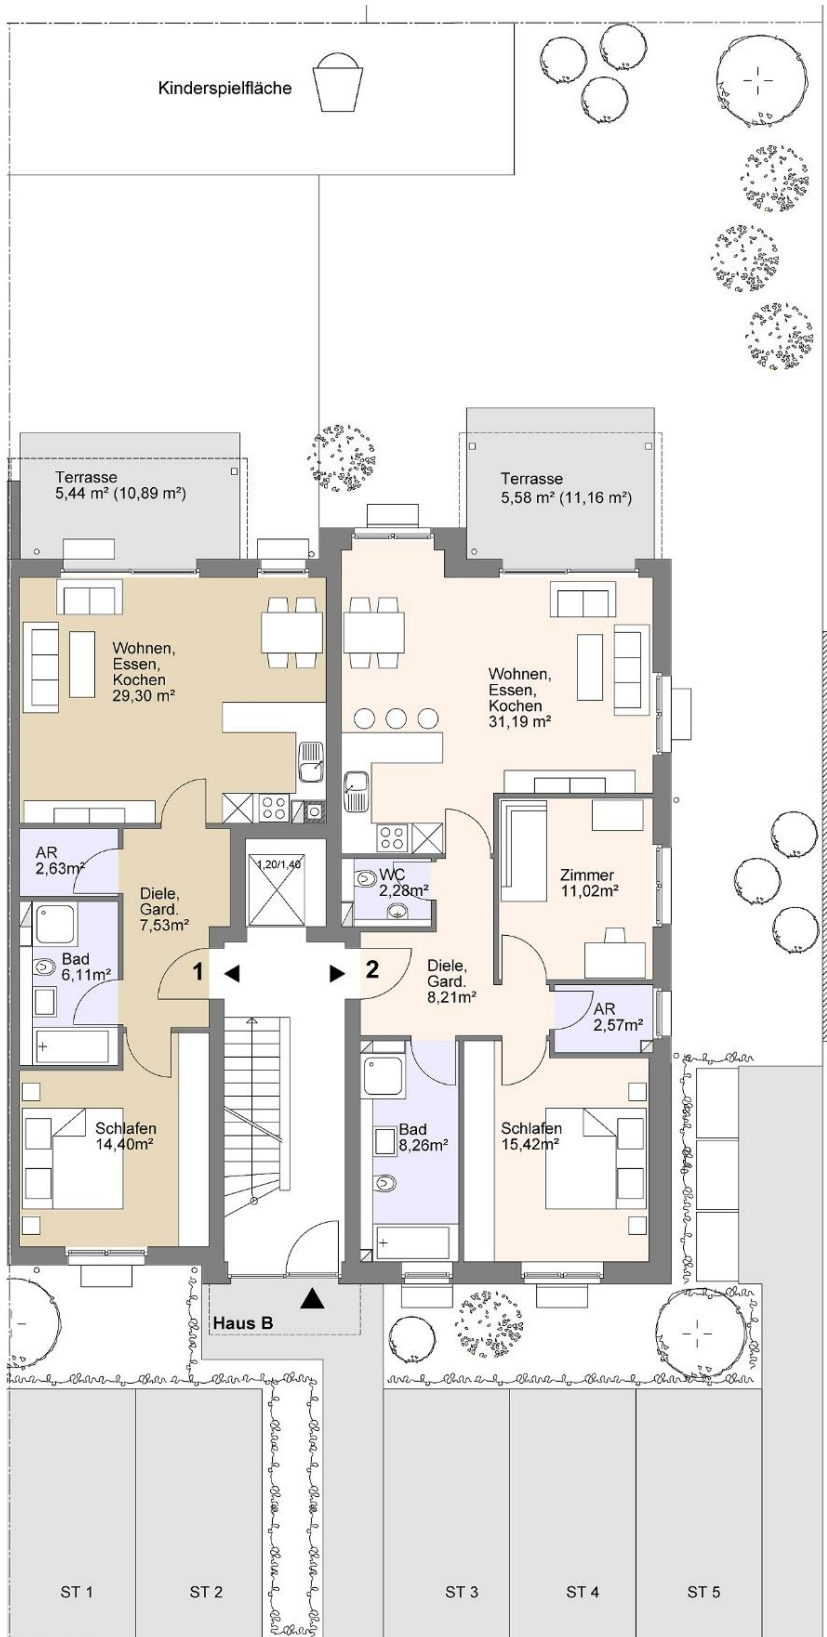 Kinderspielfläche
Terrasse
5,44 m² (10,89 m²)
Terrasse
5,58 m² (11,16 m²)
Wohnen,
Essen,
Kochen
29,30 m²
Wohnen,
Essen,
Kochen
31,19 m²
AR
2,63m²
1,20/1,40
WC
2,28m²
Zimmer
11,02m²
Diele,
Gard.
7,53m²
Bad
6,11m²
1
2
Diele,
Gard.
8,21m²
AR
2,57m²
Schlafen
14,40m²
Bad
8,26m²
Schlafen
15,42m²
Haus B
ST 1
ST 2
ST 3
ST 4
ST 5